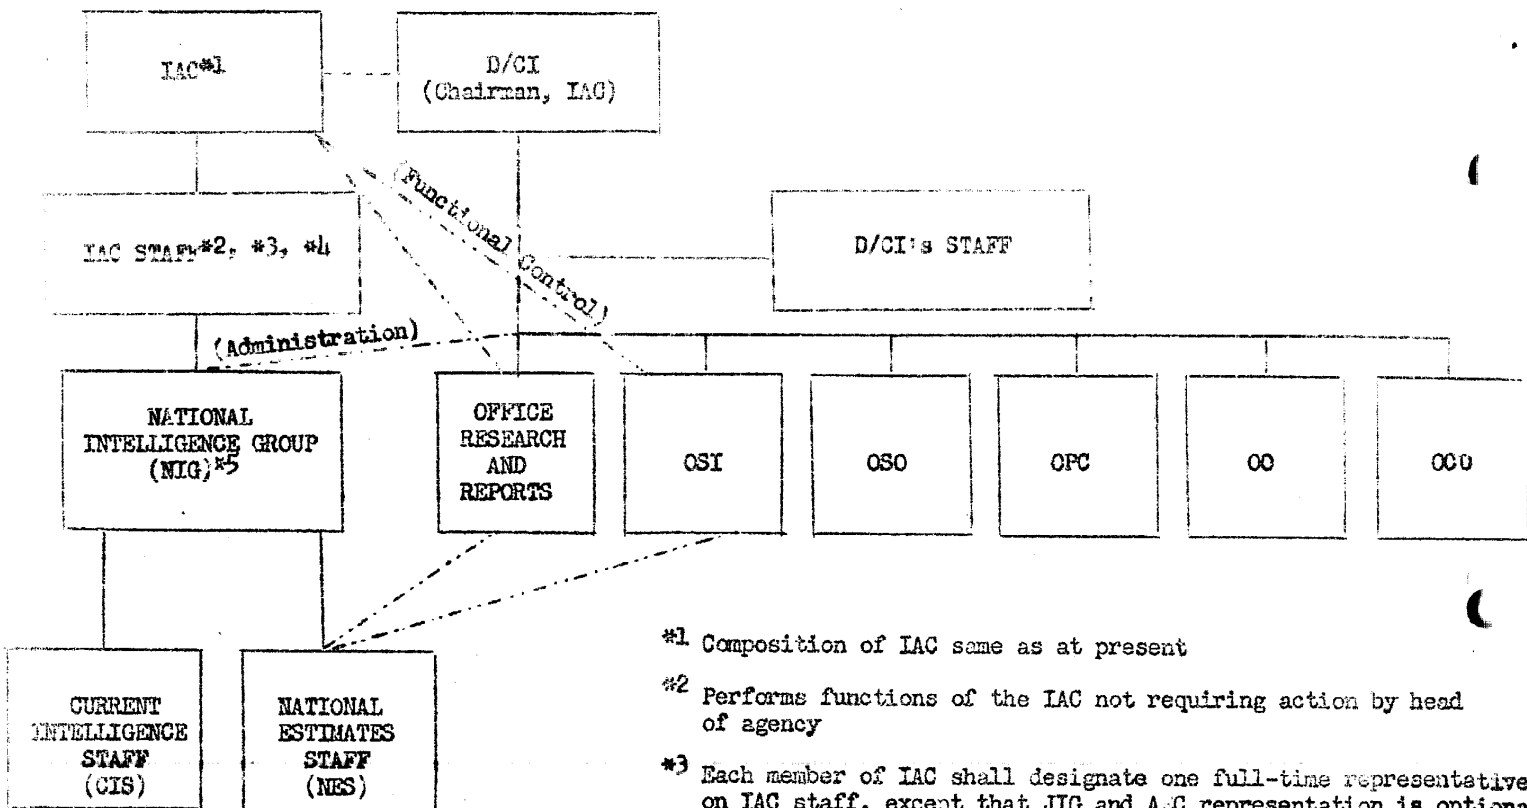 IAC*1
D/CI
(Chairman, IAC)
IAC STAFF*2, *3, *4
(Functional Control)
D/CI's STAFF
(Administration)
NATIONAL
INTELLIGENCE GROUP
(NIG)*5
OFFICE
RESEARCH
AND
REPORTS
OSI
OSO
OPC
OO
CURRENT
INTELLIGENCE
STAFF
(CIS)
NATIONAL
ESTIMATES
STAFF
(NES)
*1 Composition of IAC same as at present
*2 Performs functions of the IAC not requiring action by head
of agency
*3 Each member of IAC shall designate one full-time representative
on IAC staff, except that JIG and representation is